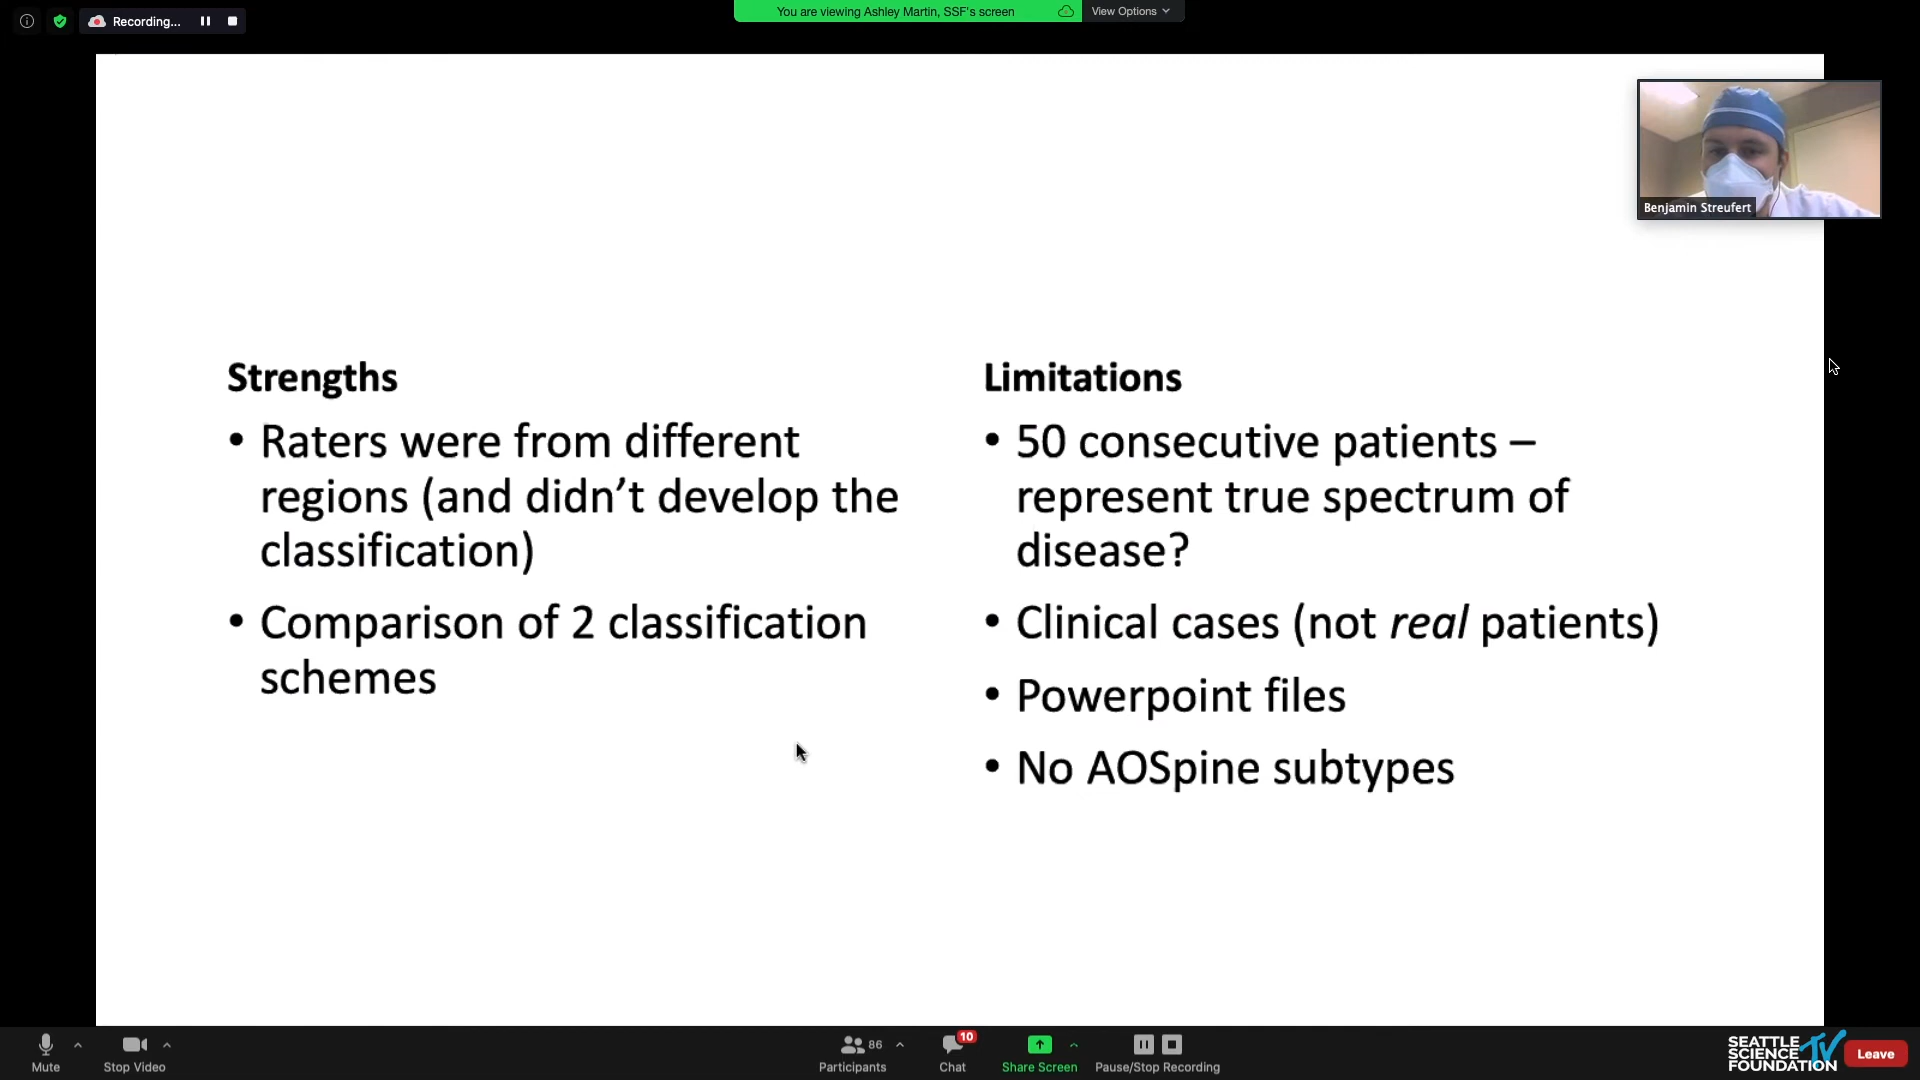 Recording...
You are viewing Ashley Martin, SSF's screen
View Options
Benjamin Streufert
Strengths
• Raters were from different
regions (and didn't develop the
classification)
• Comparison of 2 classification
schemes
Limitations
• 50 consecutive patients –
represent true spectrum of
disease?
• Clinical cases (not real patients)
• Powerpoint files
• No AOSpine subtypes
Mute
Stop Video
86
Participants
10
Chat
Share Screen
Pause/Stop Recording
SEATTLE
SCIENCE
FOUNDATION
TV
Leave